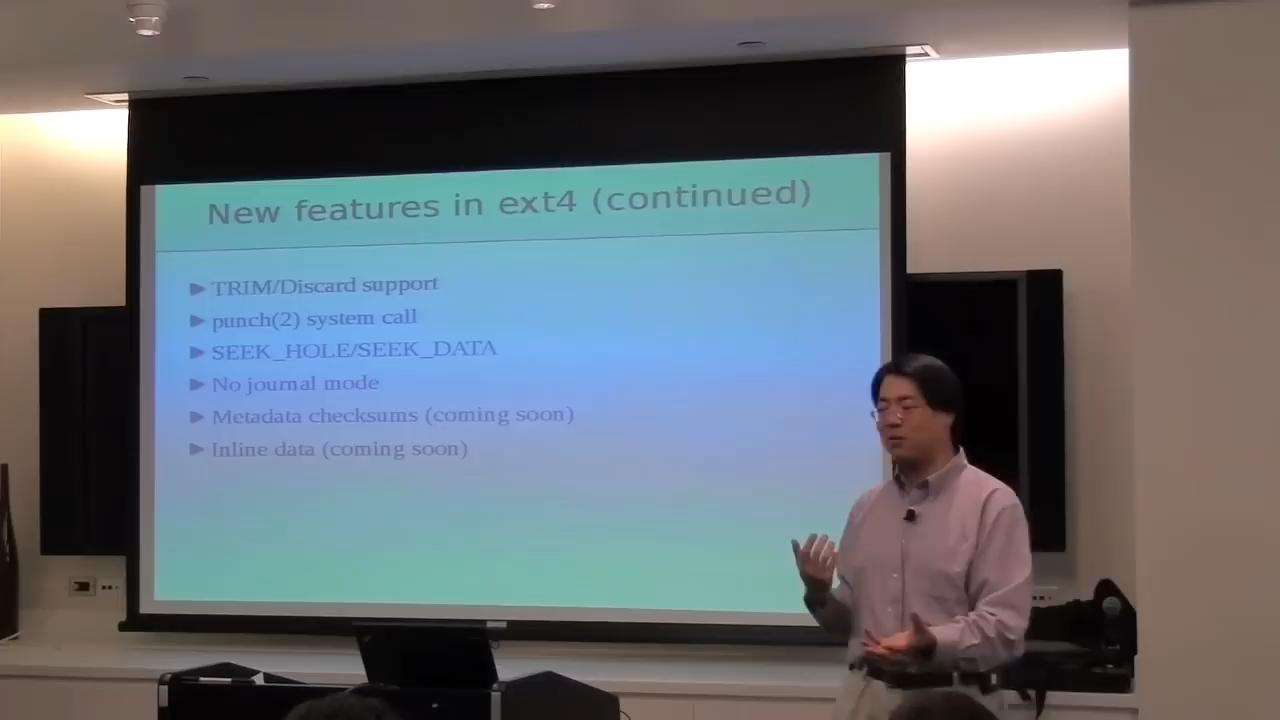 New features in ext4 (continued)
TRIM/Discard support
punch(2) system call
SEEK_HOLE/SEEK_DATA
No journal mode
Metadata checksums (coming soon)
Inline data (coming soon)